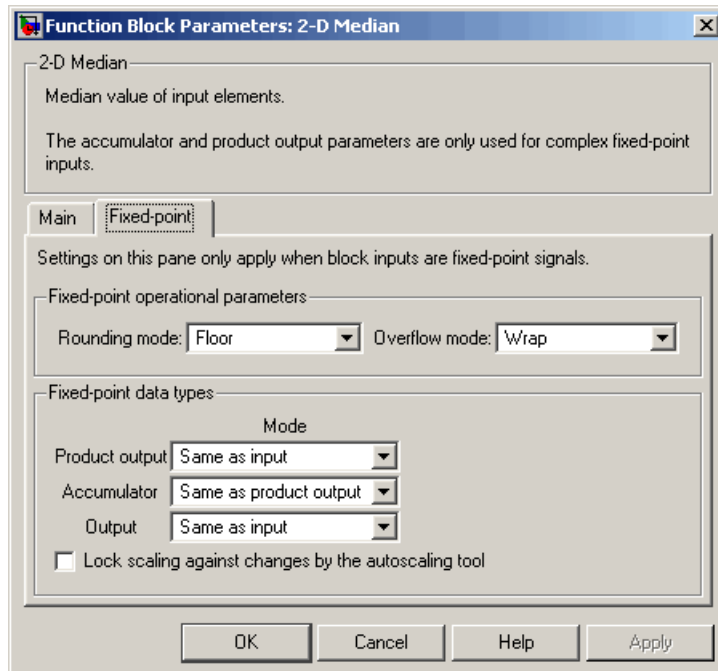 Function Block Parameters: 2-D Median
2-D Median
Median value of input elements.
The accumulator and product output parameters are only used for complex fixed-point
inputs.
Main Fixed-point
Settings on this pane only apply when block inputs are fixed-point signals.
Fixed-point operational parameters
Rounding mode: Floor Overflow mode: Wrap
Fixed-point data types
Mode
Product output Same as input
Accumulator Same as product output
Output Same as input
Lock scaling against changes by the autoscaling tool
OK Cancel Help Apply